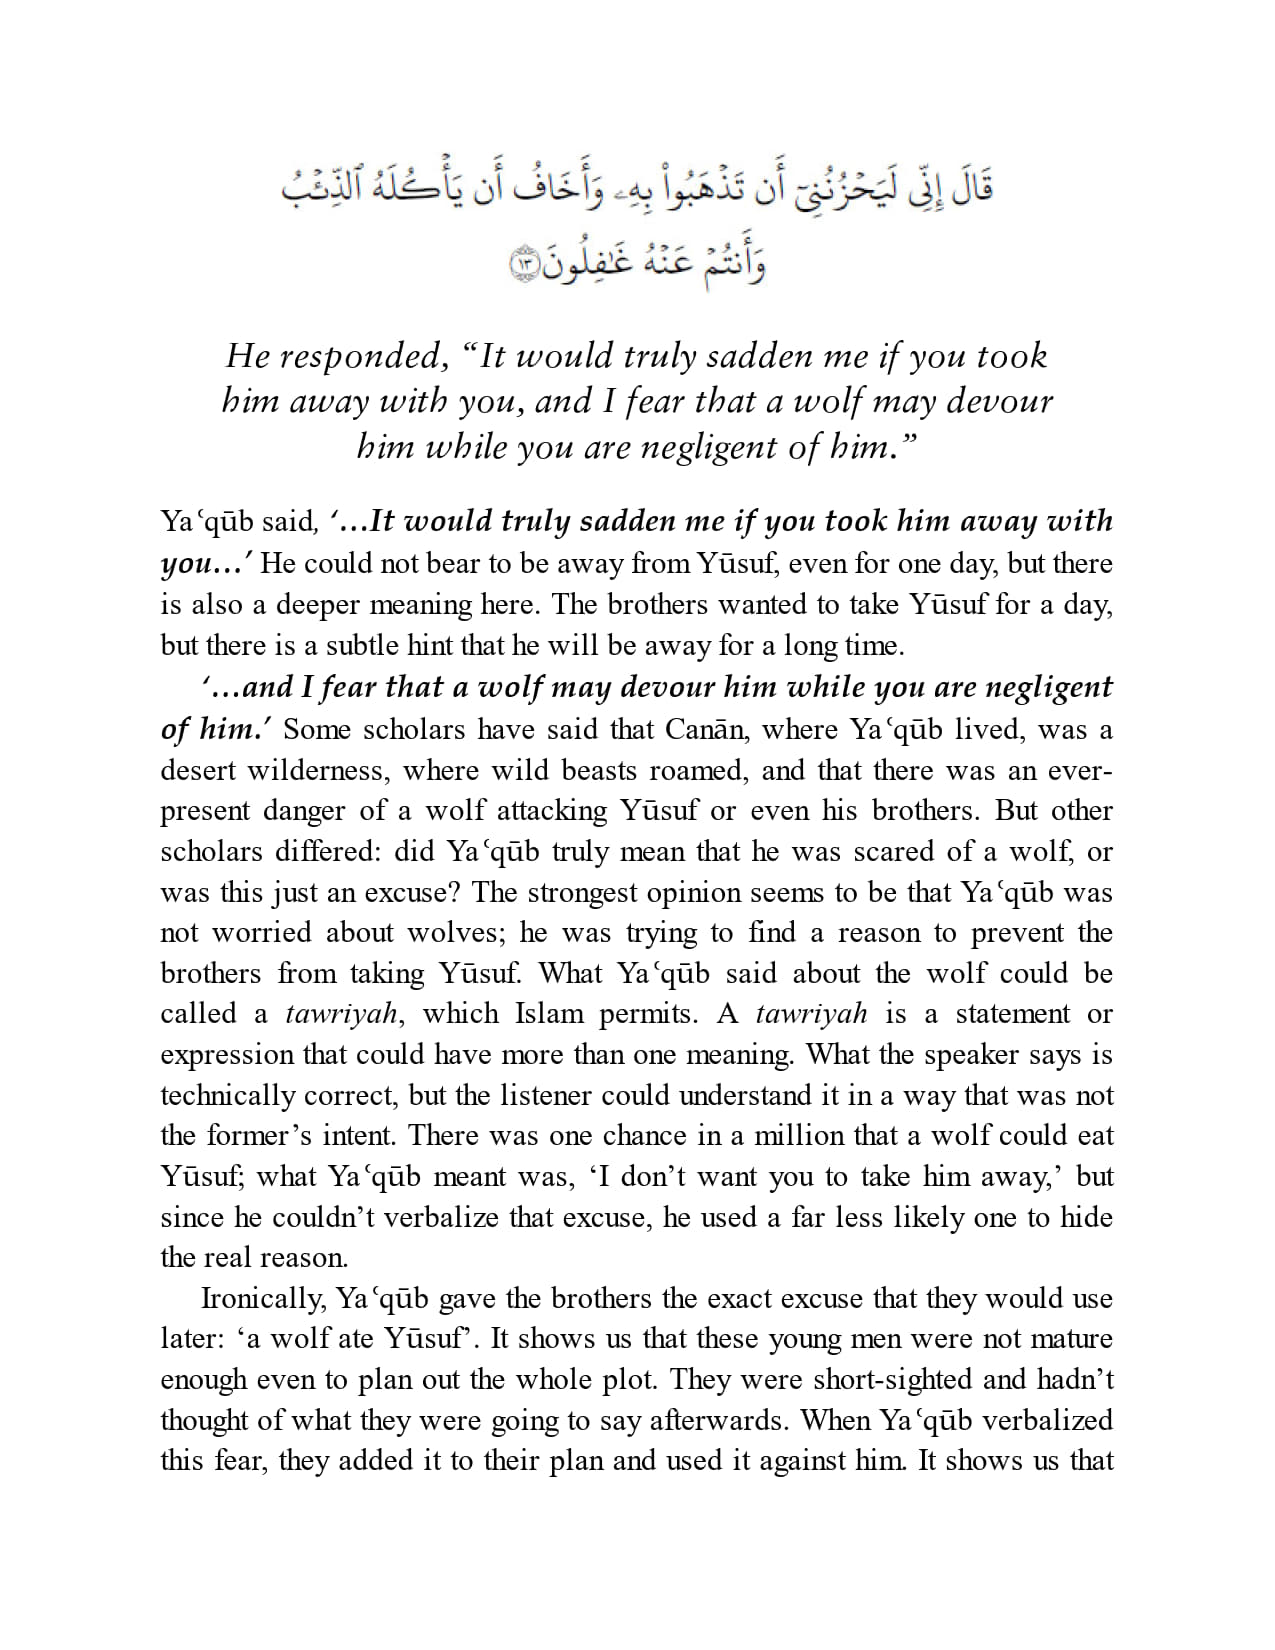 قَالَ إِنِّي لَيَحْزُنُنِيٓ أَن تَذْهَبُواْ بِهِۦ وَأَخَافُ أَن يَأْكُلَهُ ٱلذِّئْبُ
وَأَنتُمْ عَنْهُ غَٰفِلُونَ ١٣
He responded, “It would truly sadden me if you took
him away with you, and I fear that a wolf may devour
him while you are negligent of him.”
Yaʿqūb said, ‘…It would truly sadden me if you took him away with
you…’ He could not bear to be away from Yūsuf, even for one day, but there
is also a deeper meaning here. The brothers wanted to take Yūsuf for a day,
but there is a subtle hint that he will be away for a long time.
‘…and I fear that a wolf may devour him while you are negligent
of him.’ Some scholars have said that Canān, where Yaʿqūb lived, was a
desert wilderness, where wild beasts roamed, and that there was an ever-
present danger of a wolf attacking Yūsuf or even his brothers. But other
scholars differed: did Yaʿqūb truly mean that he was scared of a wolf, or
was this just an excuse? The strongest opinion seems to be that Yaʿqūb was
not worried about wolves; he was trying to find a reason to prevent the
brothers from taking Yūsuf. What Yaʿqūb said about the wolf could be
called a tawriyah, which Islam permits. A tawriyah is a statement or
expression that could have more than one meaning. What the speaker says is
technically correct, but the listener could understand it in a way that was not
the former’s intent. There was one chance in a million that a wolf could eat
Yūsuf; what Yaʿqūb meant was, ‘I don’t want you to take him away,’ but
since he couldn’t verbalize that excuse, he used a far less likely one to hide
the real reason.
Ironically, Yaʿqūb gave the brothers the exact excuse that they would use
later: ‘a wolf ate Yūsuf’. It shows us that these young men were not mature
enough even to plan out the whole plot. They were short-sighted and hadn’t
thought of what they were going to say afterwards. When Yaʿqūb verbalized
this fear, they added it to their plan and used it against him. It shows us that